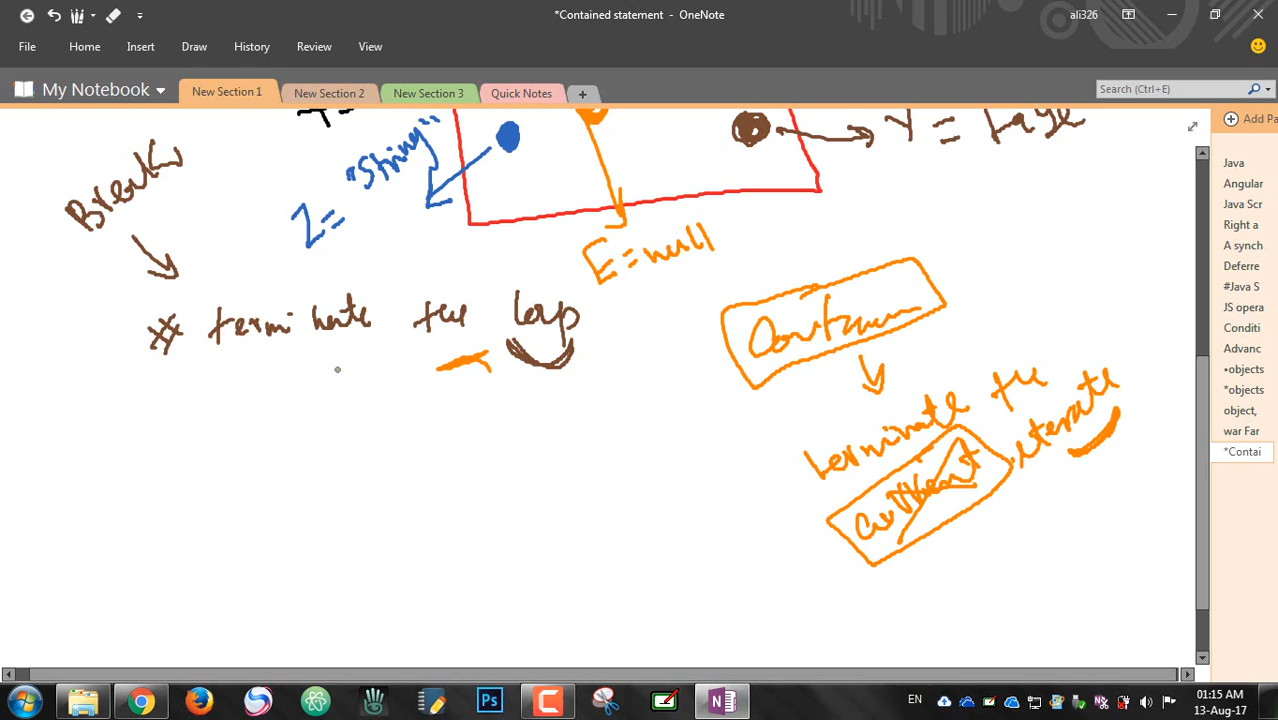 *Contained statement - OneNote
ali326
File
Home
Insert
Draw
History
Review
View
My Notebook
New Section 1
New Section 2
New Section 3
Quick Notes
Search (Ctrl+E)
Add Pa
Java
Angular
Java Scr
Right a
A synch
Deferre
#Java S
JS opera
Conditi
Advanc
•objects
*objects
object,
war Far
*Contai
Break
"String"
Z=
Y =
E=null
# terminate the loop
terminate the
iterate
EN
01:15 AM
13-Aug-17
Ps